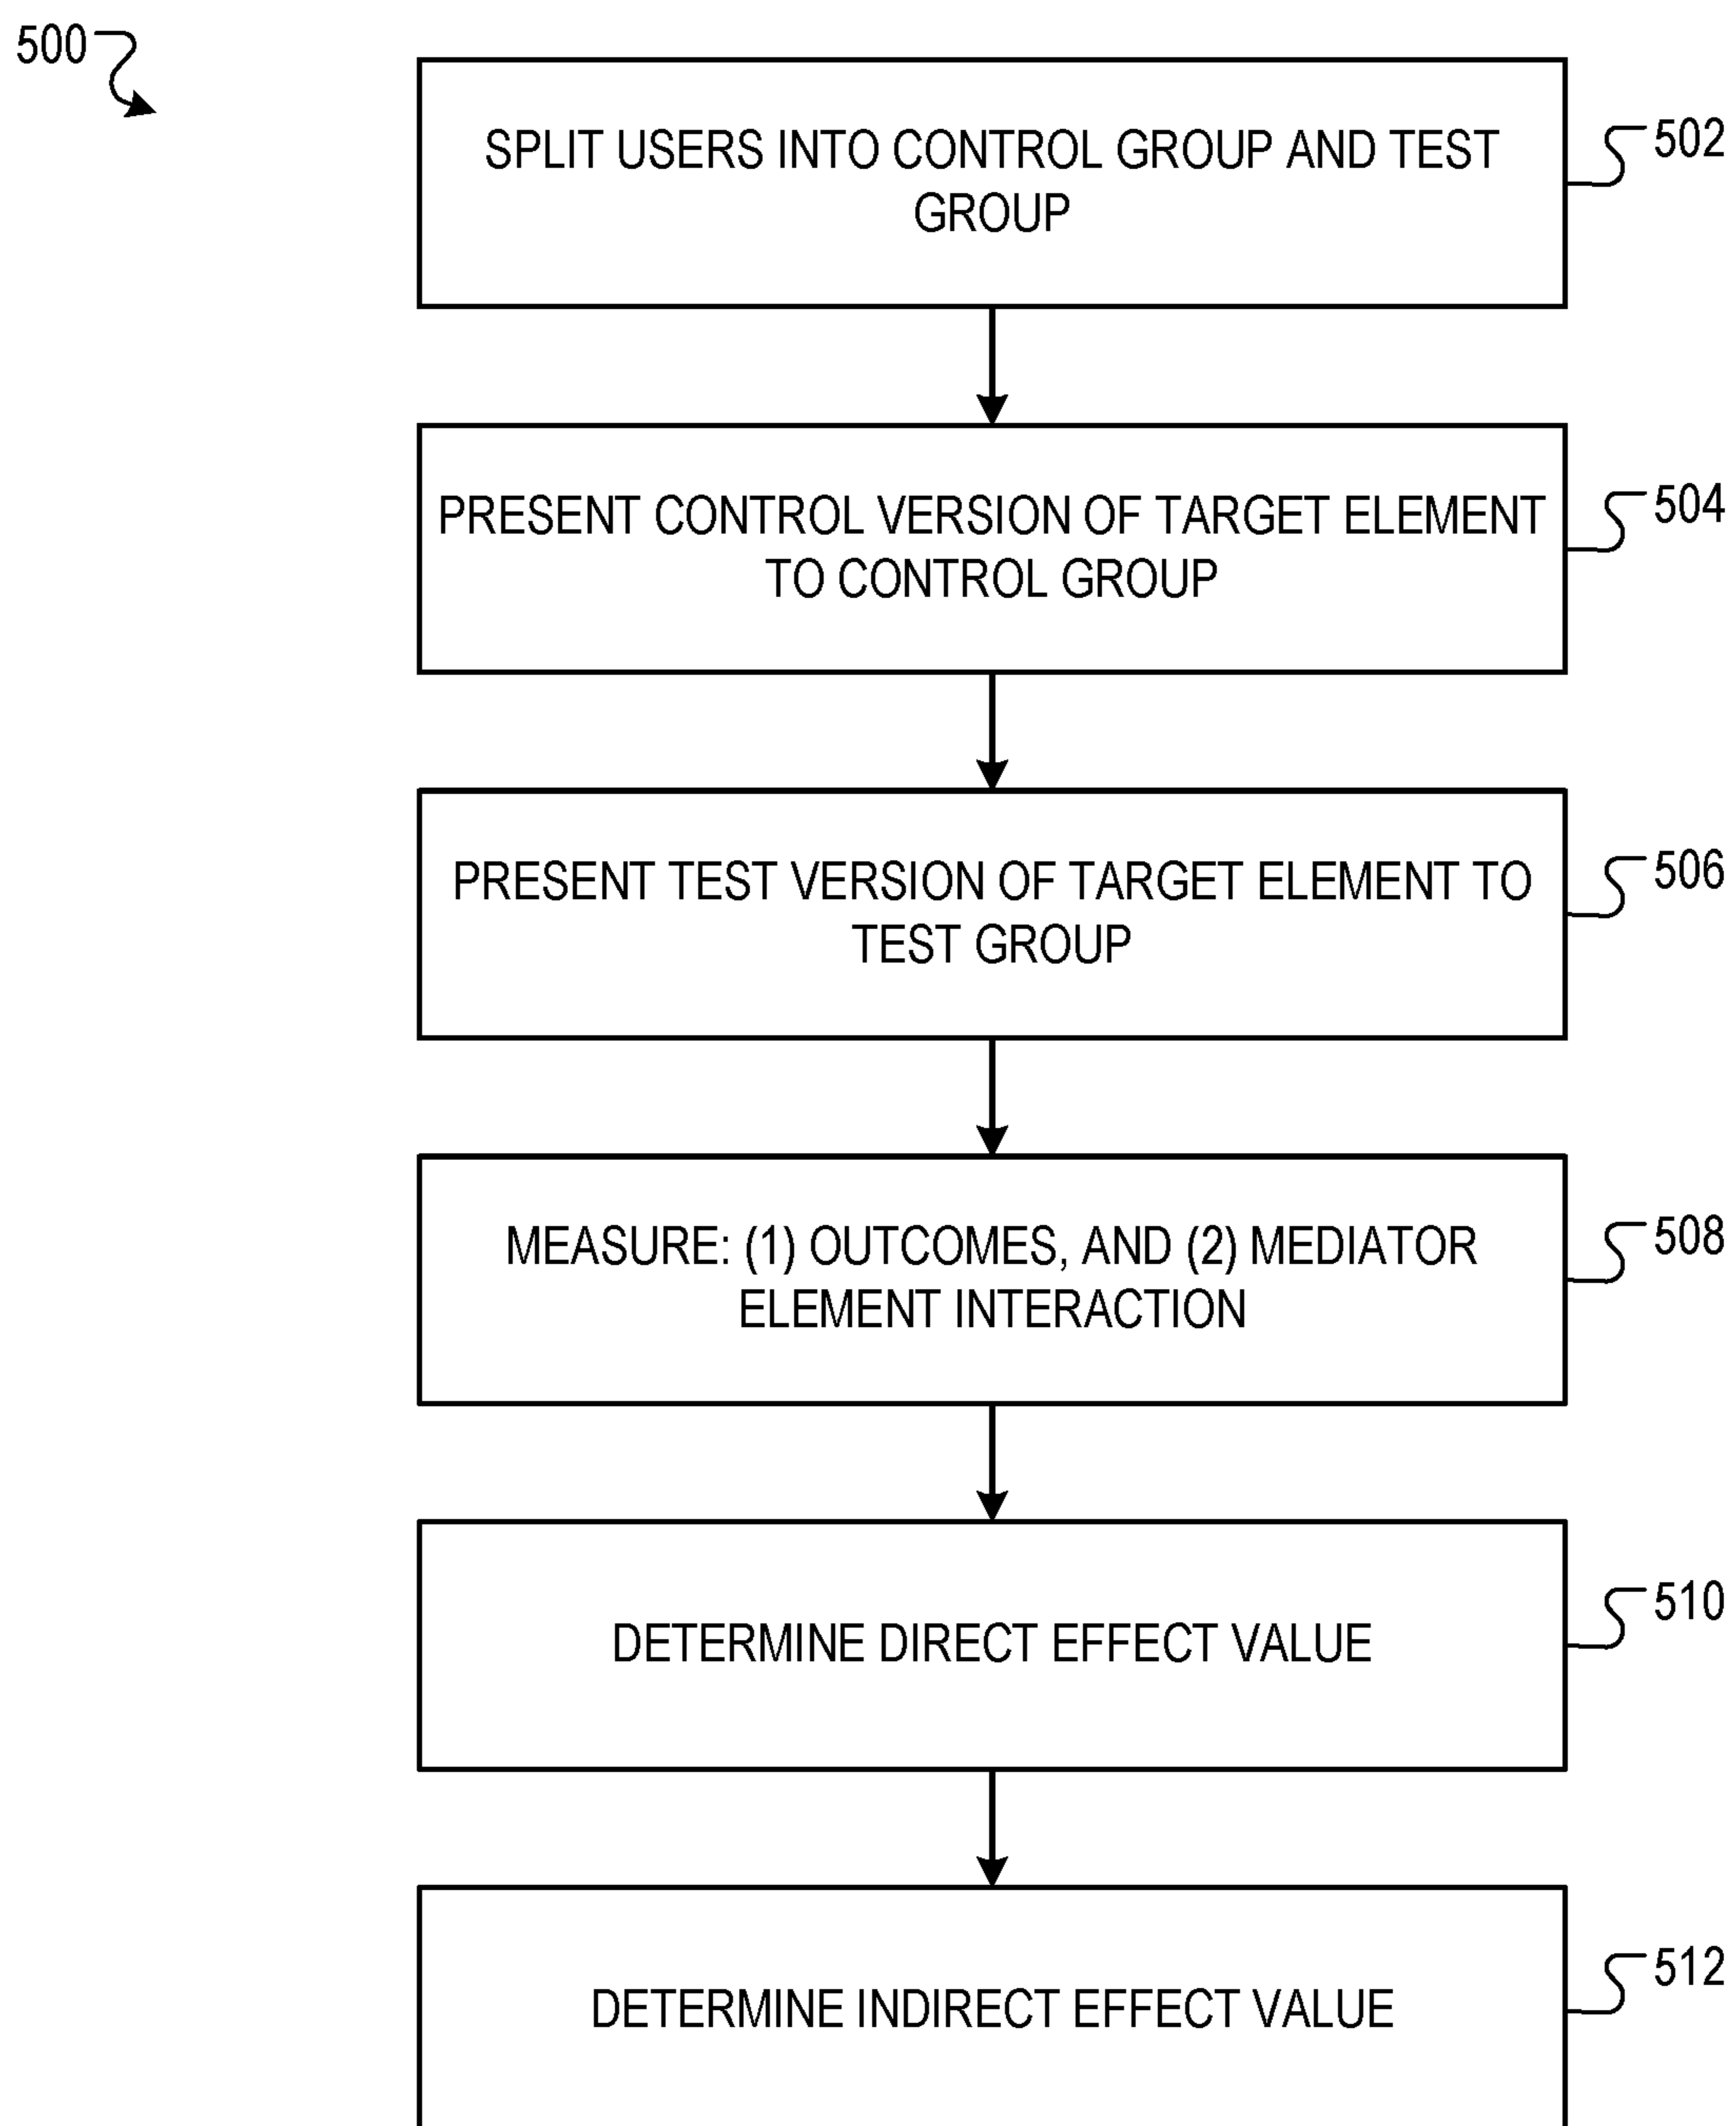 500
SPLIT USERS INTO CONTROL GROUP AND TEST
GROUP
502
PRESENT CONTROL VERSION OF TARGET ELEMENT
TO CONTROL GROUP
504
PRESENT TEST VERSION OF TARGET ELEMENT TO
TEST GROUP
506
MEASURE: (1) OUTCOMES, AND (2) MEDIATOR
ELEMENT INTERACTION
508
DETERMINE DIRECT EFFECT VALUE
510
DETERMINE INDIRECT EFFECT VALUE
512